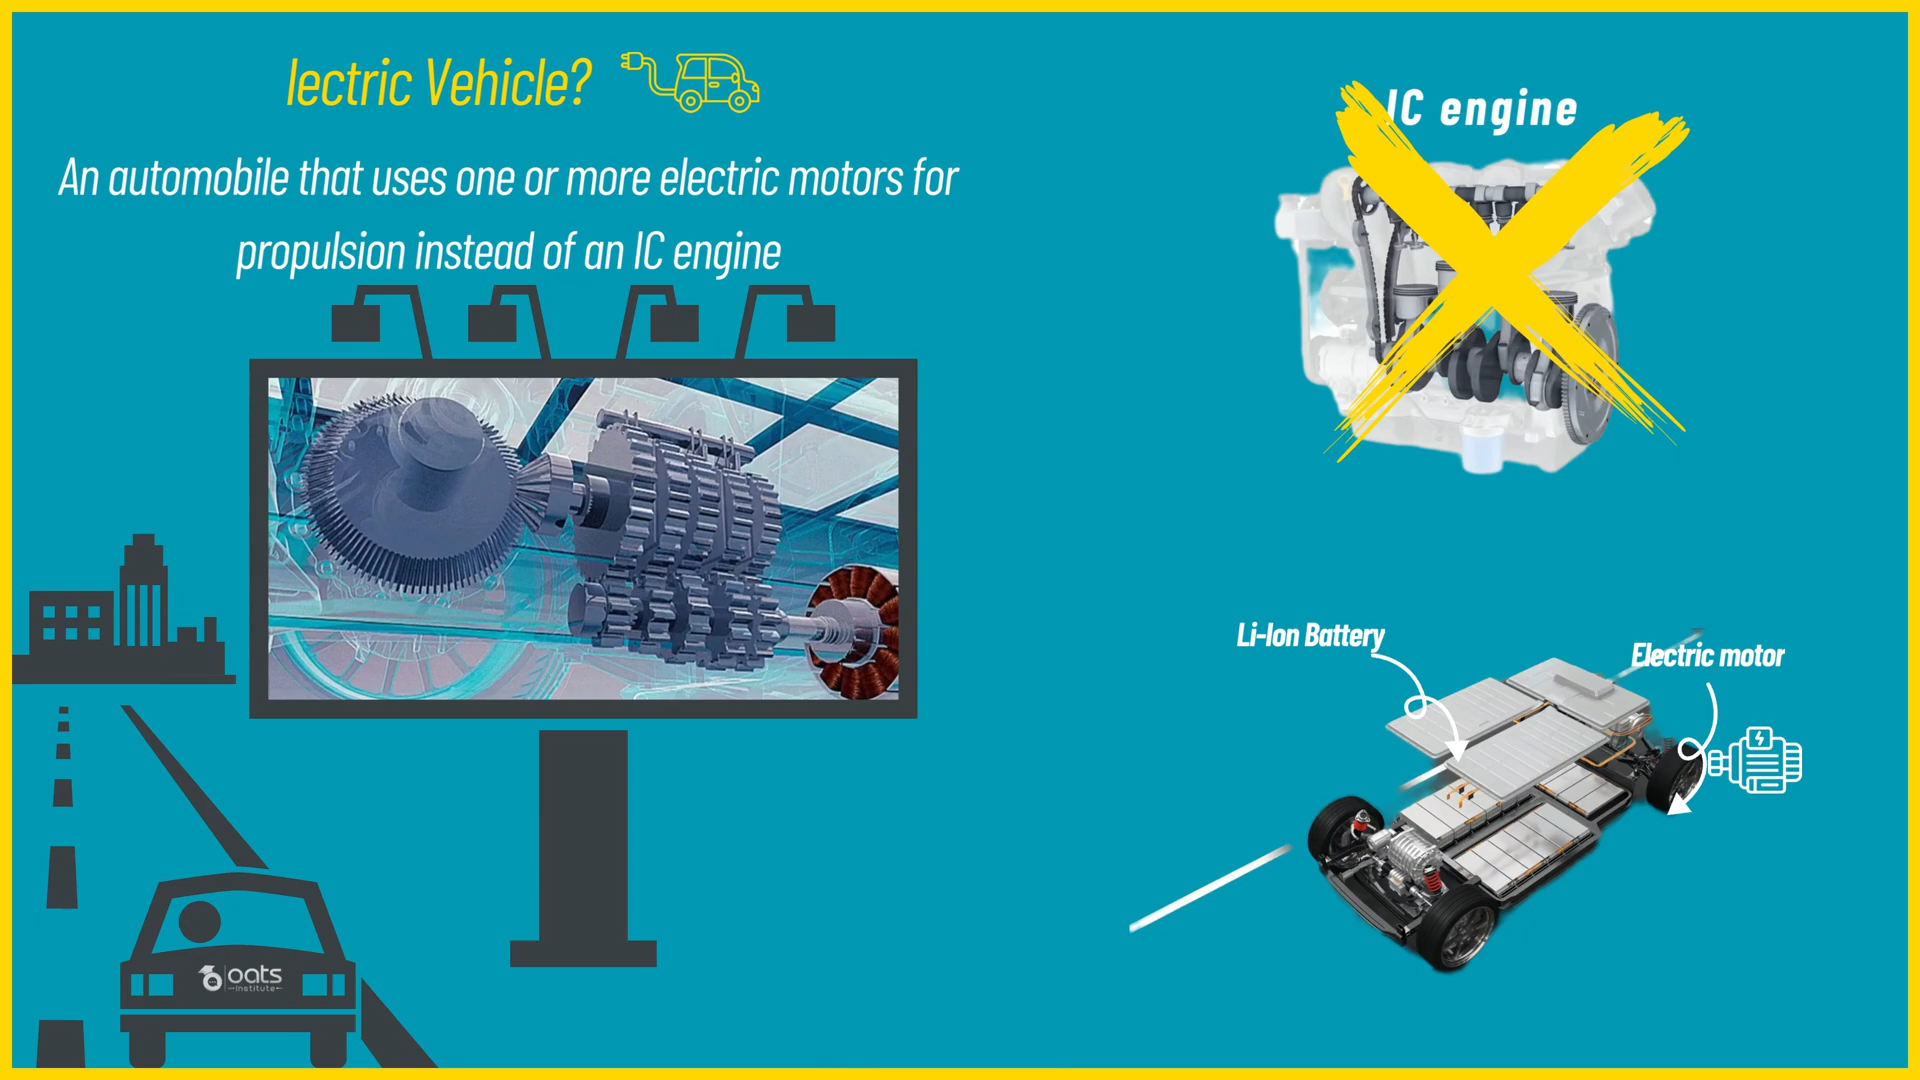 lectric Vehicle?
An automobile that uses one or more electric motors for
propulsion instead of an IC engine
IC engine
Li-Ion Battery
Electric motor
oats
institute